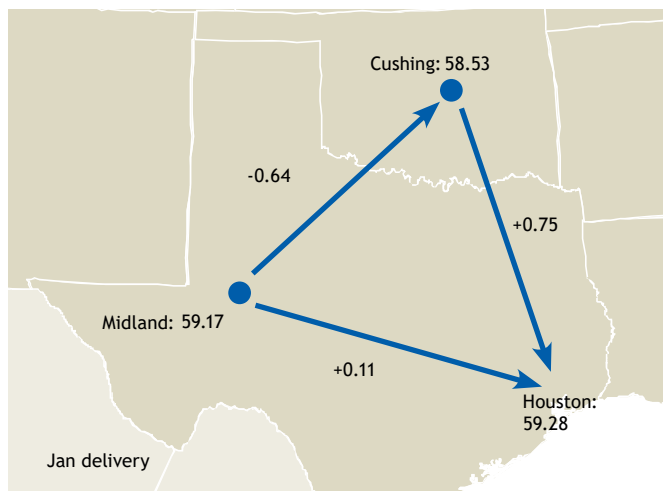 Cushing: 58.53
-0.64
+0.75
Midland: 59.17
+0.11
Houston:
59.28
Jan delivery